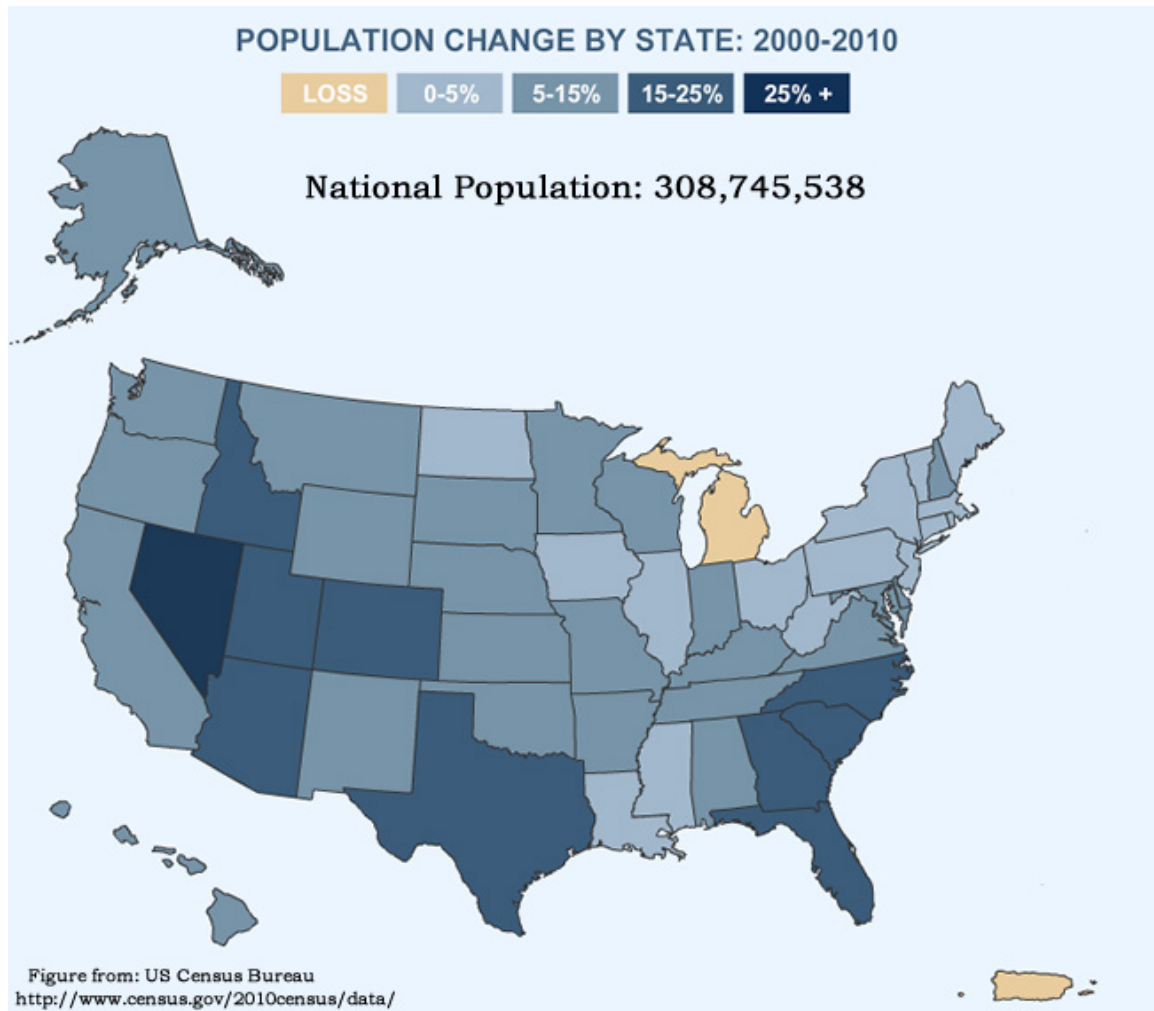 POPULATION CHANGE BY STATE: 2000-2010
LOSS 0-5% 5-15% 15-25% 25% +
National Population: 308,745,538
Figure from: US Census Bureau
http://www.census.gov/2010census/data/